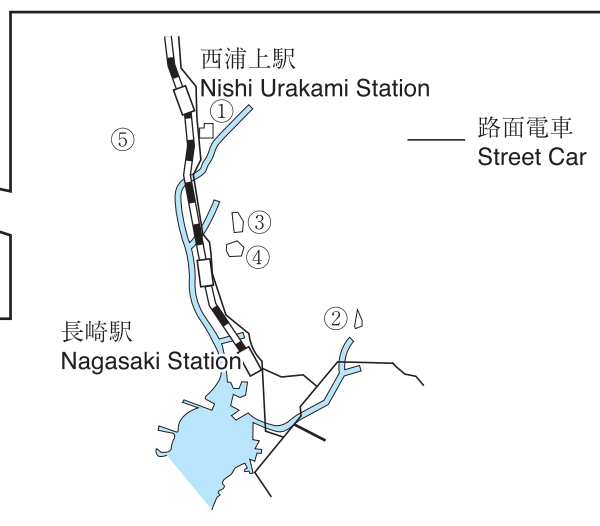 西浦上駅
Nishi Urakami Station
①
路面電車
Street Car
⑤
③
④
②
長崎駅
Nagasaki Station